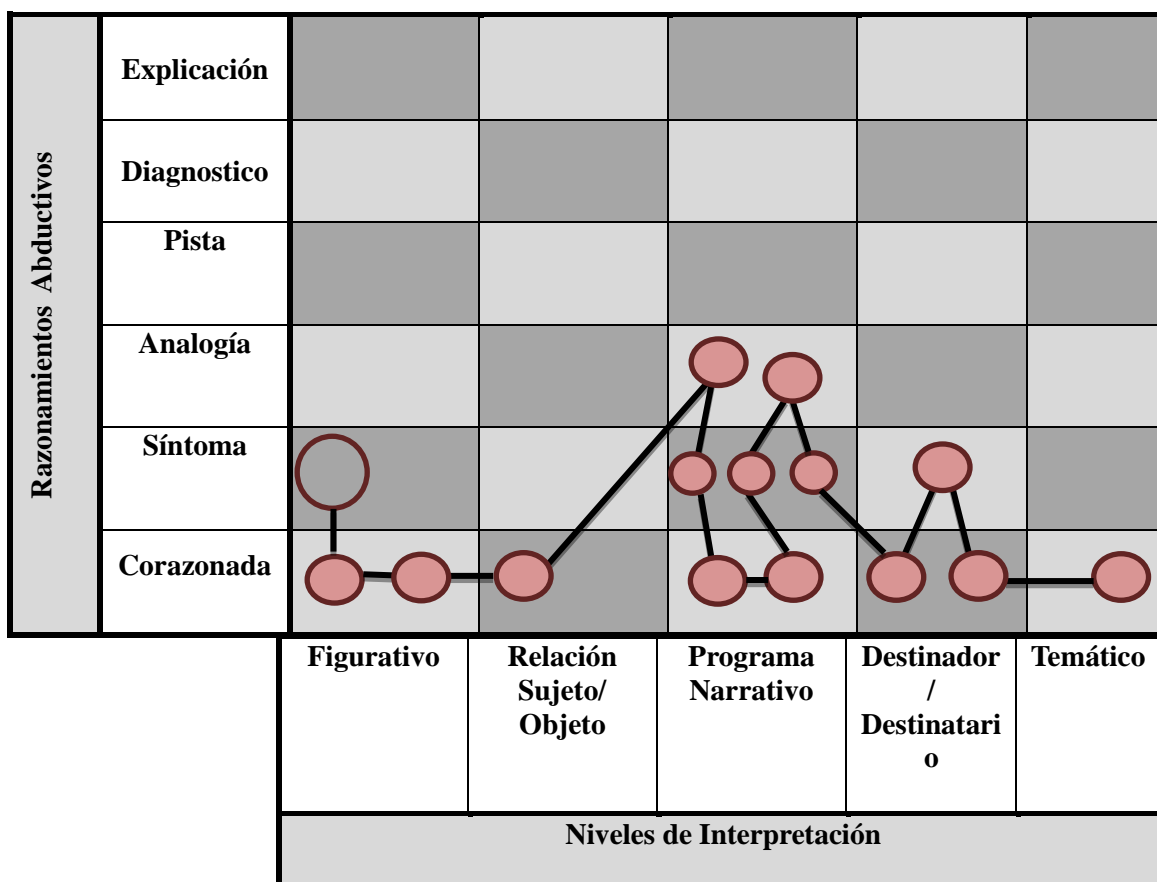 Razonamientos Abductivos
Explicación
Diagnostico
Pista
Analogía
Síntoma
Corazonada
Figurativo
Relación
Sujeto/
Objeto
Programa
Narrativo
Destinador
/
Destinatari
o
Temático
Niveles de Interpretación